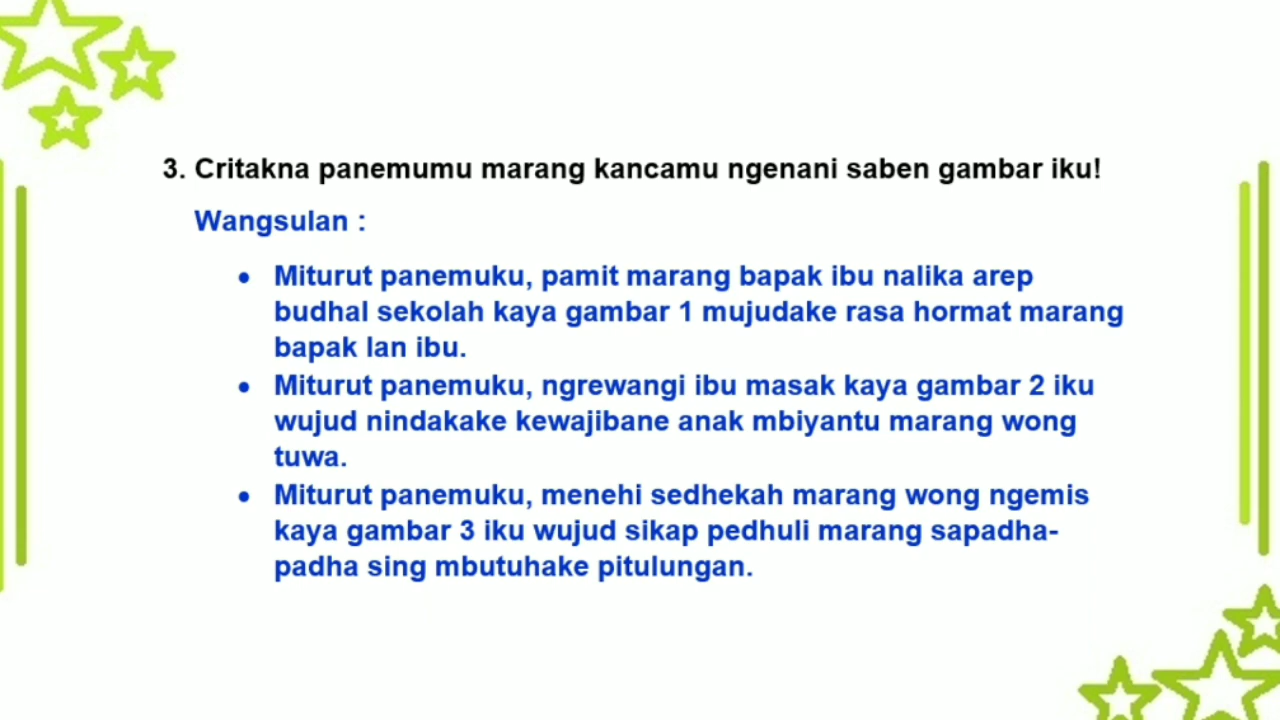 3. Critakna panemumu marang kancamu ngenani saben gambar iku!
Wangsulan :
• Miturut panemuku, pamit marang bapak ibu nalika arep
budhal sekolah kaya gambar 1 mujudake rasa hormat marang
bapak lan ibu.
• Miturut panemuku, ngrewangi ibu masak kaya gambar 2 iku
wujud nindakake kewajibane anak mbiyantu marang wong
tuwa.
• Miturut panemuku, menehi sedhekah marang wong ngemis
kaya gambar 3 iku wujud sikap pedhuli marang sapadha-
padha sing mbutuhake pitulungan.